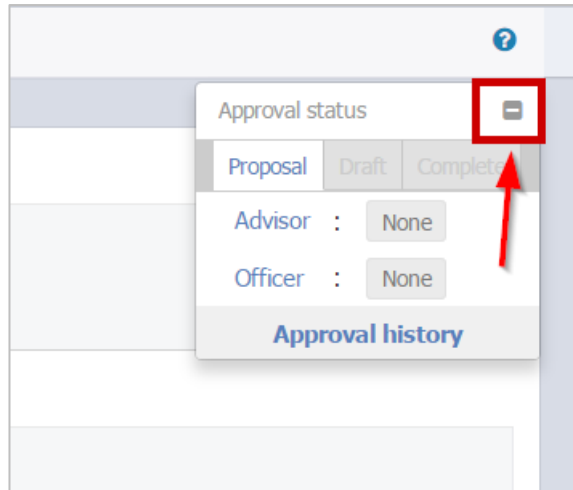 ?
Approval status
Proposal Draft Complete
Advisor : None
Officer : None
Approval history